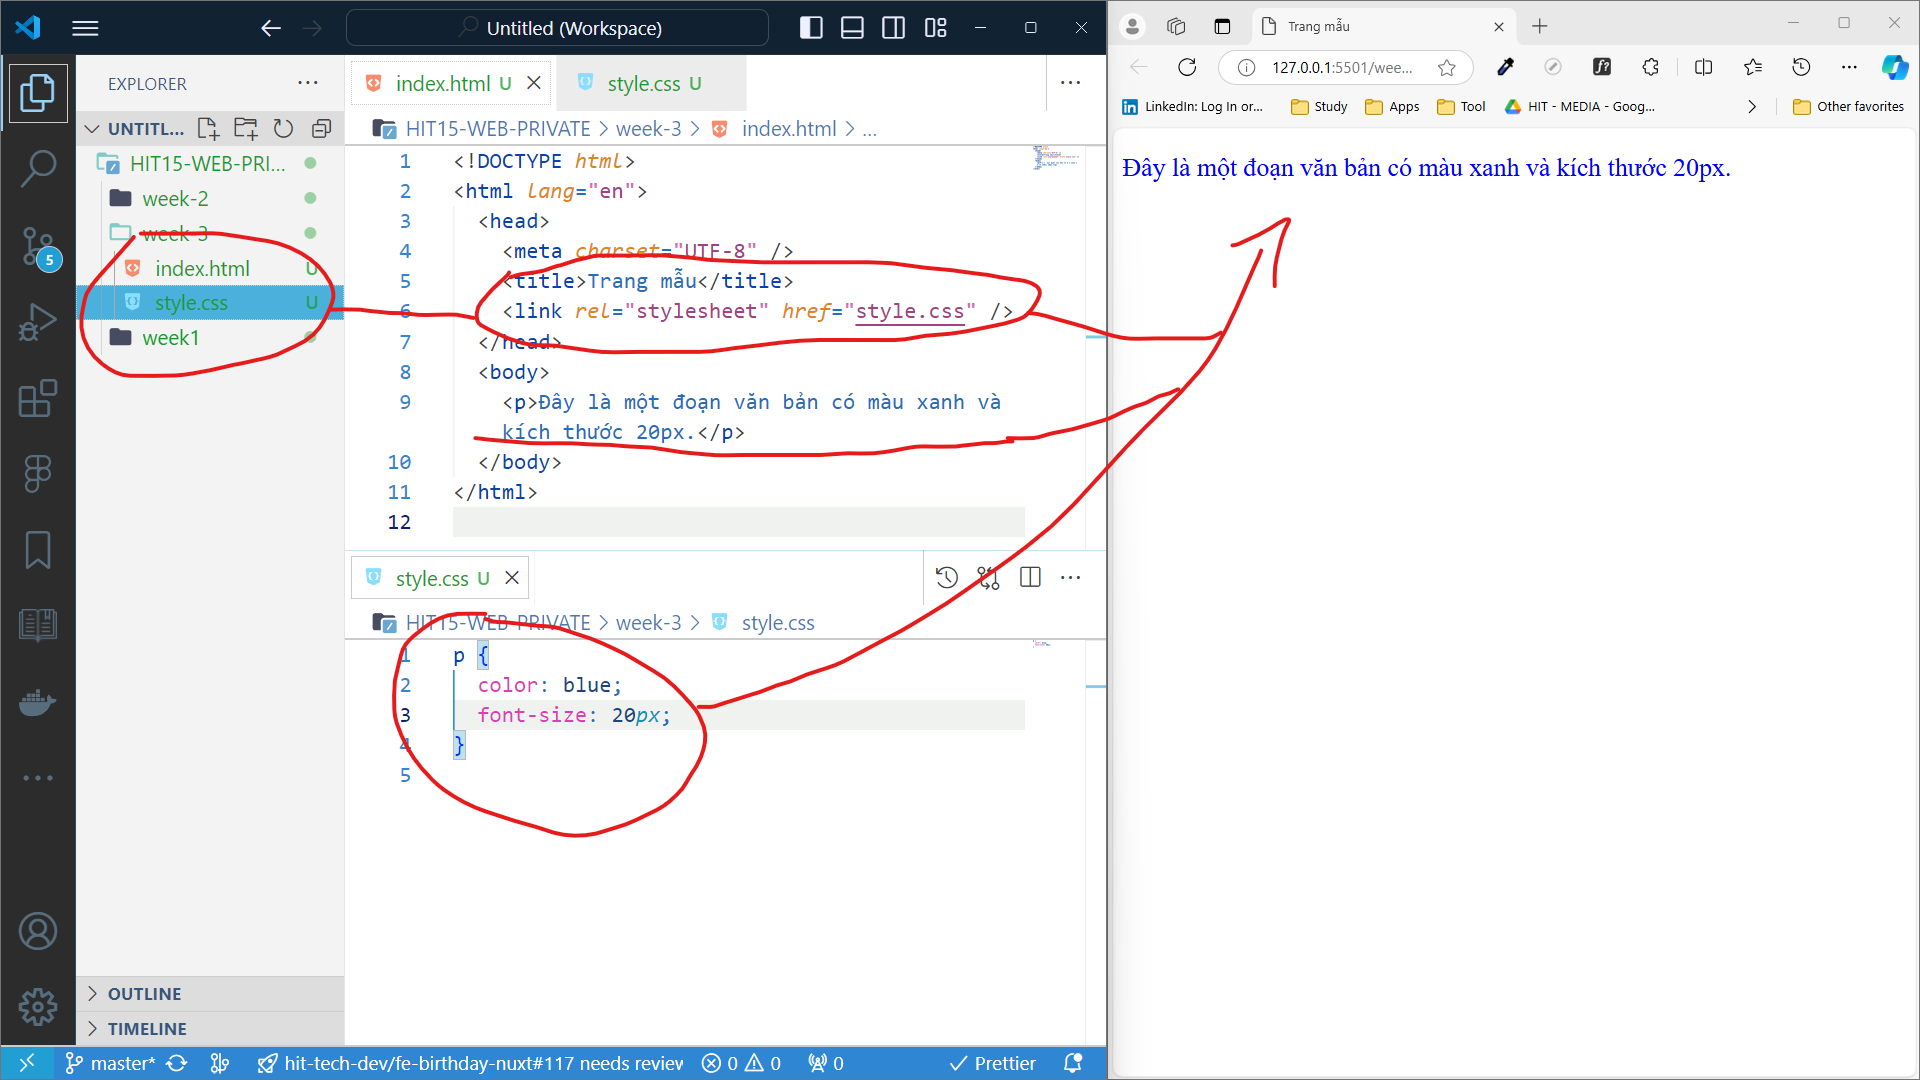 Untitled (Workspace)
EXPLORER
UNTITL...
HIT15-WEB-PRI...
week-2
week-3
index.html U
style.css U
week1
OUTLINE
TIMELINE
5
index.html U
style.css U
HIT15-WEB-PRIVATE > week-3 > index.html > ...
1 <!DOCTYPE html>
2 <html lang="en">
3 <head>
4 <meta charset="UTF-8" />
5 <title>Trang mẫu</title>
6 <link rel="stylesheet" href="style.css" />
7 </head>
8 <body>
9 <p>Đây là một đoạn văn bản có màu xanh và
kích thước 20px.</p>
10 </body>
11 </html>
12
style.css U
HIT15-WEB-PRIVATE > week-3 > style.css
1 p {
2 color: blue;
3 font-size: 20px;
4 }
5
master*
hit-tech-dev/fe-birthday-nuxt#117 needs review
0 0
0
Prettier
Trang mẫu
127.0.0.1:5501/wee...
LinkedIn: Log In or...
Study
Apps
Tool
HIT - MEDIA - Goog...
Other favorites
Đây là một đoạn văn bản có màu xanh và kích thước 20px.